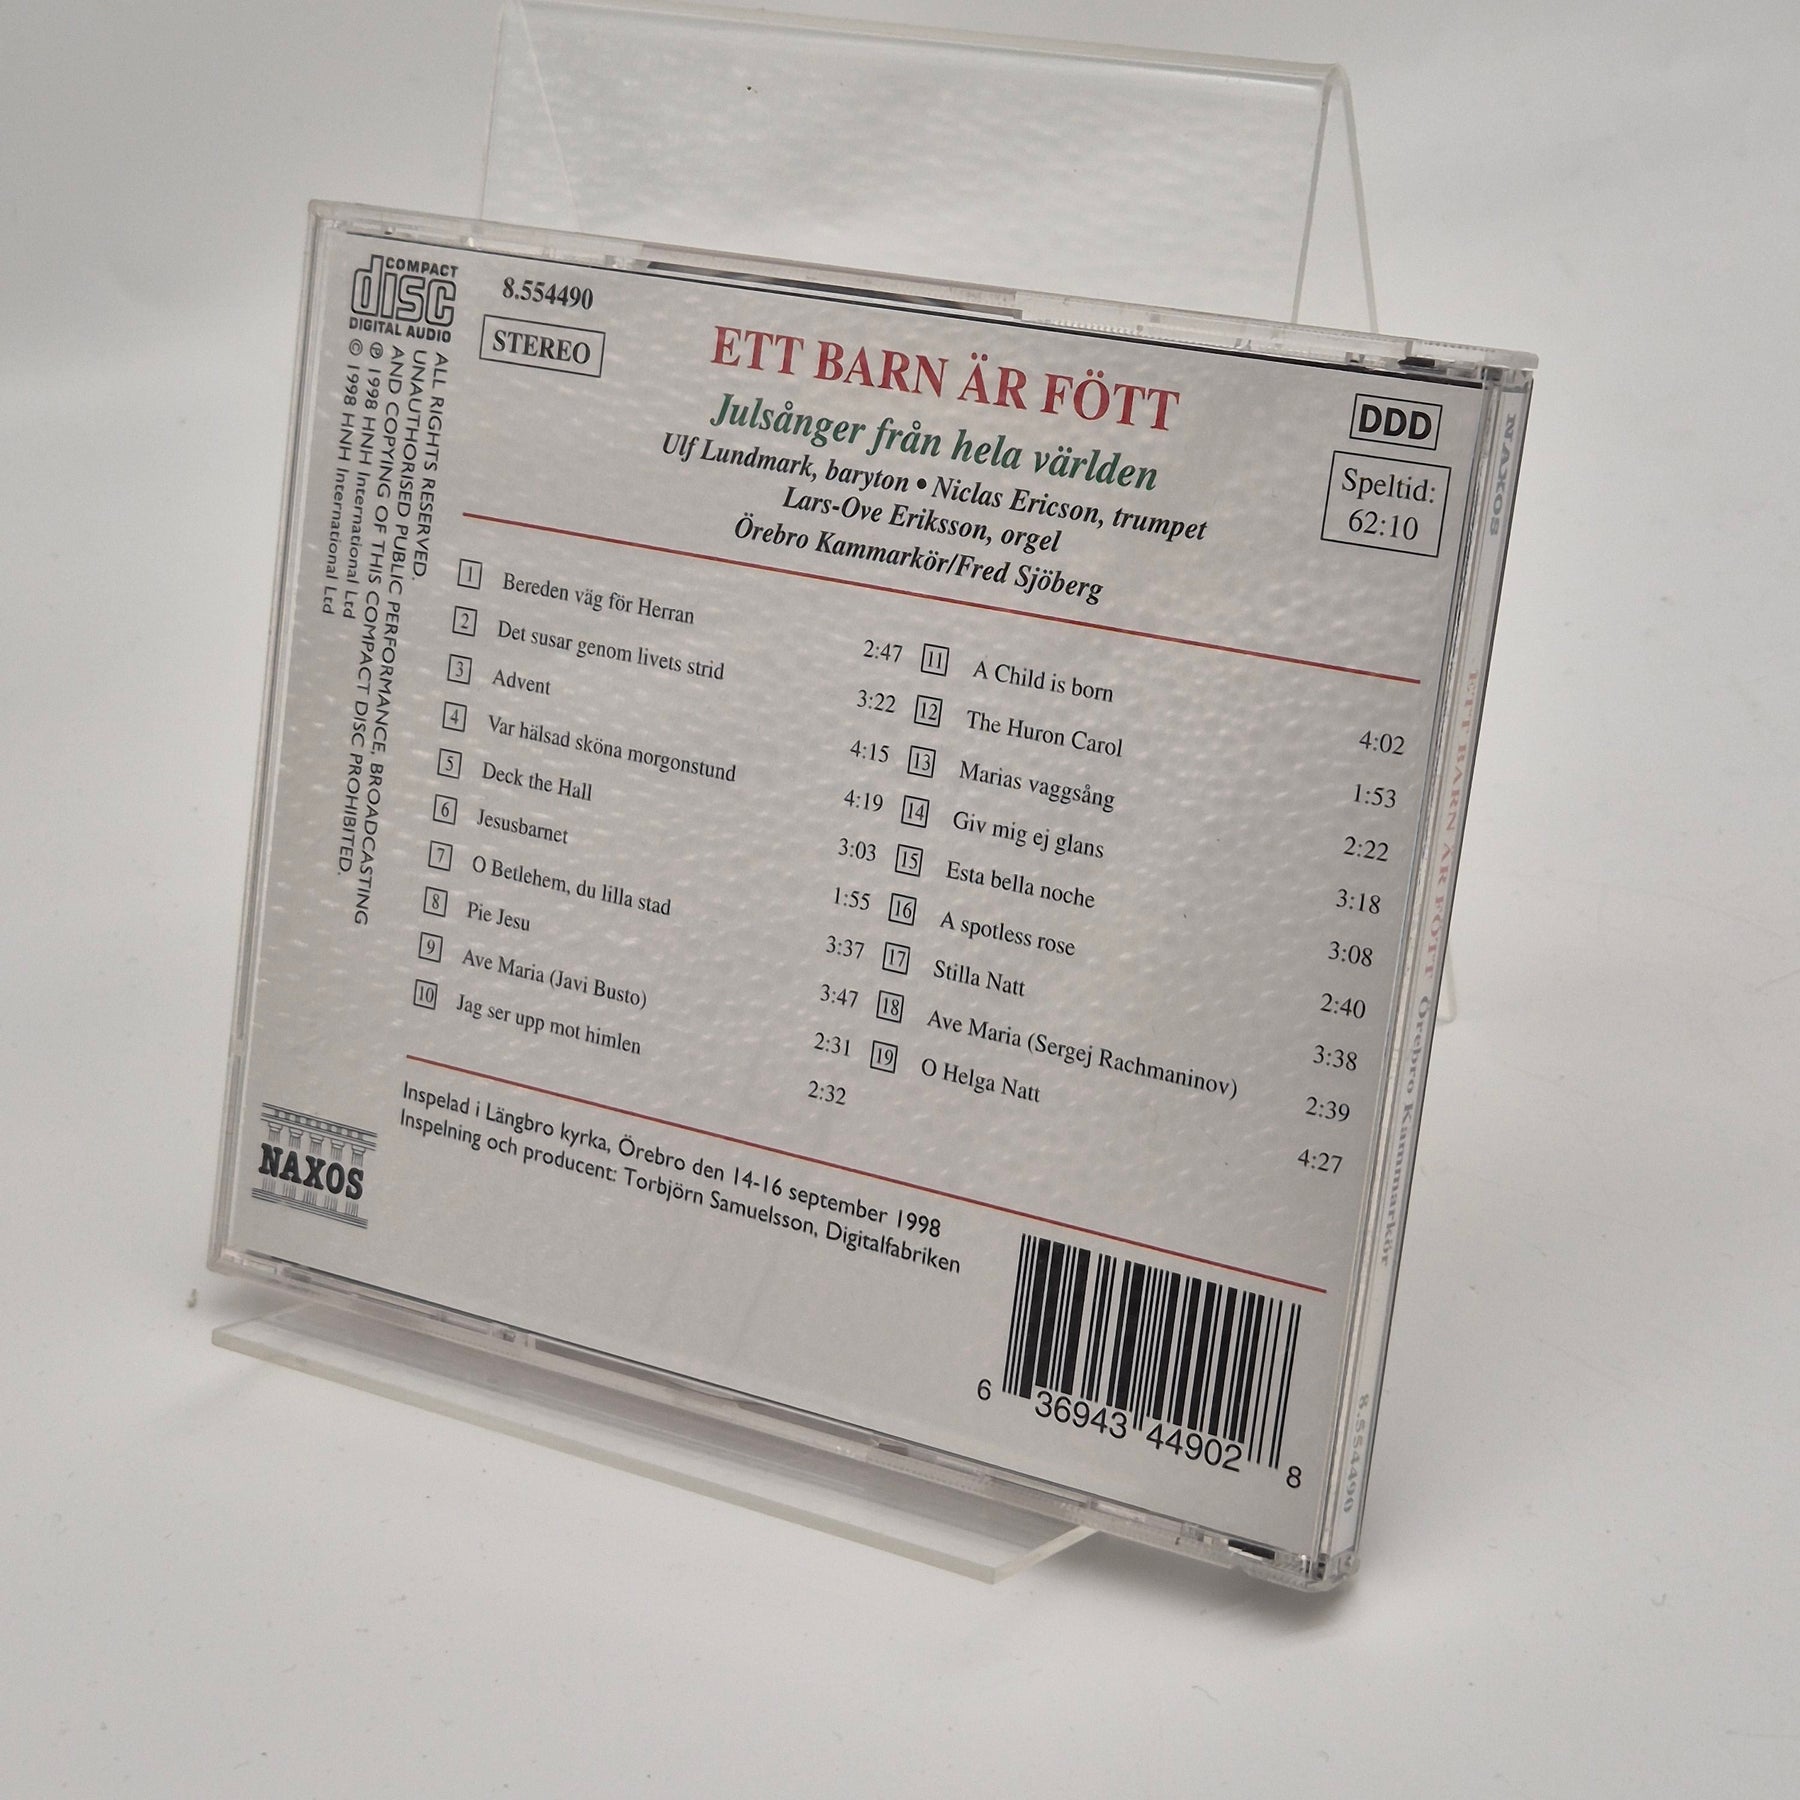 COMPACT
disc
DIGITAL AUDIO
ALL RIGHTS RESERVED.
UNAUTHORISED PUBLIC PERFORMANCE, BROADCASTING
AND COPYING OF THIS COMPACT DISC PROHIBITED.
℗ 1998 HNH International Ltd
© 1998 HNH International Ltd
8.554490
STEREO
ETT BARN ÄR FÖTT
Julsånger från hela världen
Ulf Lundmark, baryton • Niclas Ericson, trumpet
Lars-Ove Eriksson, orgel
Örebro Kammarkör/Fred Sjöberg
DDD
Speltid:
62:10
1 Bereden väg för Herran 2:47
2 Det susar genom livets strid 3:22
3 Advent 4:15
4 Var hälsad sköna morgonstund 4:19
5 Deck the Hall 3:03
6 Jesusbarnet 1:55
7 O Betlehem, du lilla stad 3:37
8 Pie Jesu 3:47
9 Ave Maria (Javi Busto) 2:31
10 Jag ser upp mot himlen 2:32
11 A Child is born 4:02
12 The Huron Carol 1:53
13 Marias vaggsång 2:22
14 Giv mig ej glans 3:18
15 Esta bella noche 3:08
16 A spotless rose 2:40
17 Stilla Natt 3:38
18 Ave Maria (Sergej Rachmaninov) 2:39
19 O Helga Natt 4:27
Inspelad i Längbro kyrka, Örebro den 14-16 september 1998
Inspelning och producent: Torbjörn Samuelsson, Digitalfabriken
NAXOS
6 36943 44902 8
NAXOS
ETT BARN ÄR FÖTT Örebro Kammarkör
8.554490